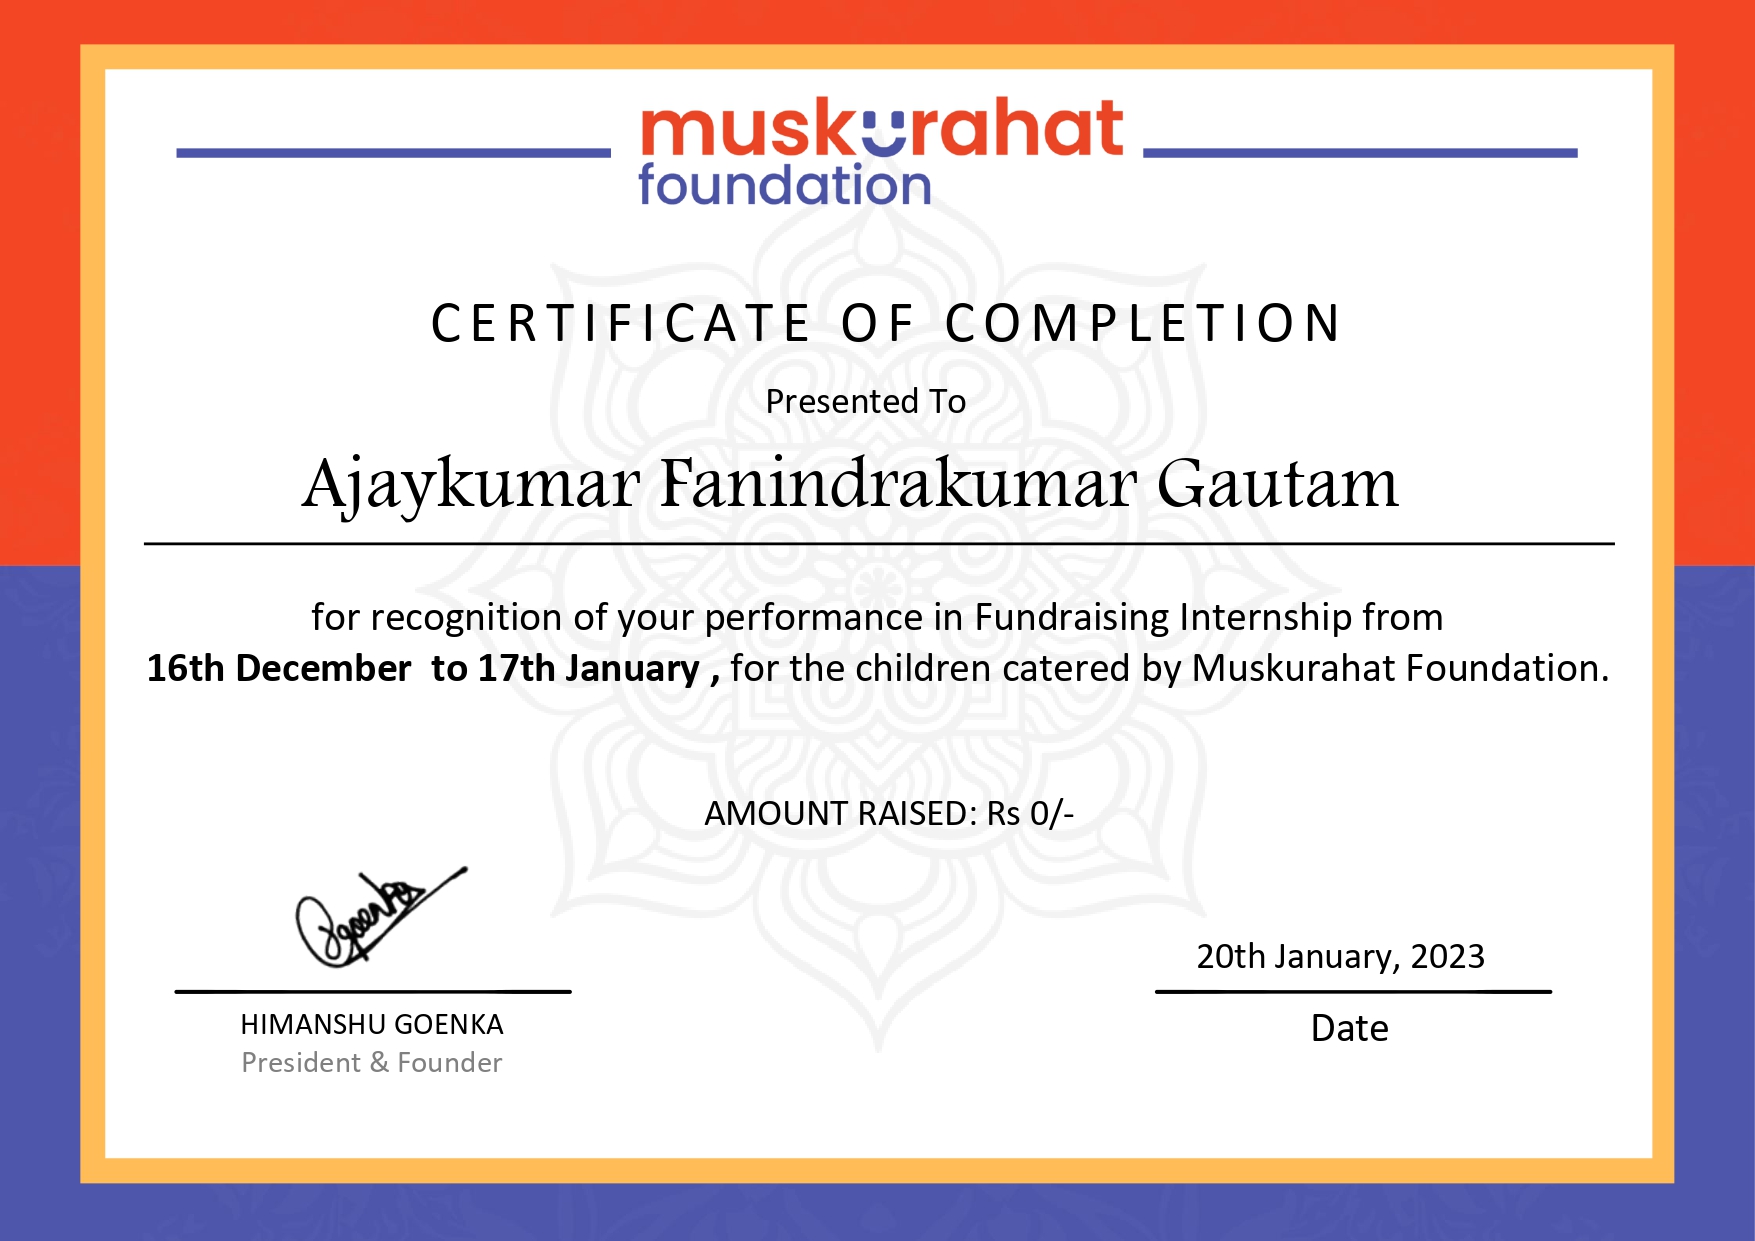 muskurahat
foundation
CERTIFICATE OF COMPLETION
Presented To
Ajaykumar Fanindrakumar Gautam
for recognition of your performance in Fundraising Internship from
16th December  to 17th January , for the children catered by Muskurahat Foundation.
AMOUNT RAISED: Rs 0/-
Goenka
20th January, 2023
HIMANSHU GOENKA
Date
President & Founder